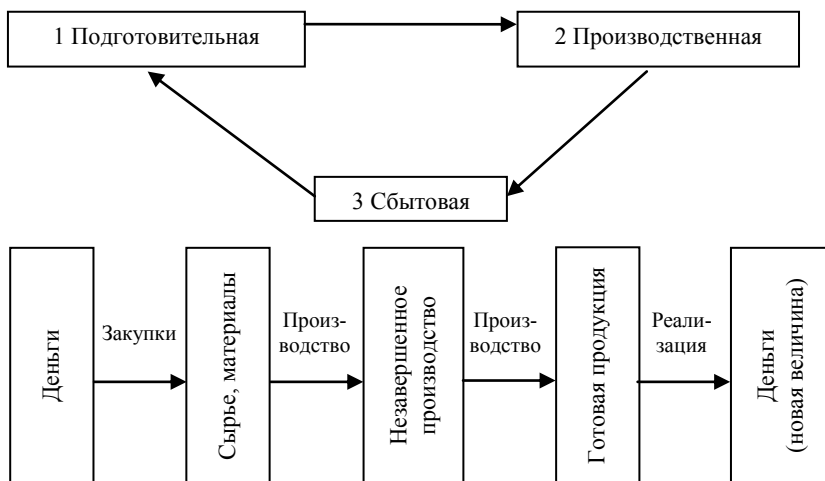 1 Подготовительная
2 Производственная
3 Сбытовая
Деньги
Закупки
Сырье, материалы
Произ-
водство
Незавершенное
производство
Произ-
водство
Готовая продукция
Реали-
зация
Деньги
(новая величина)